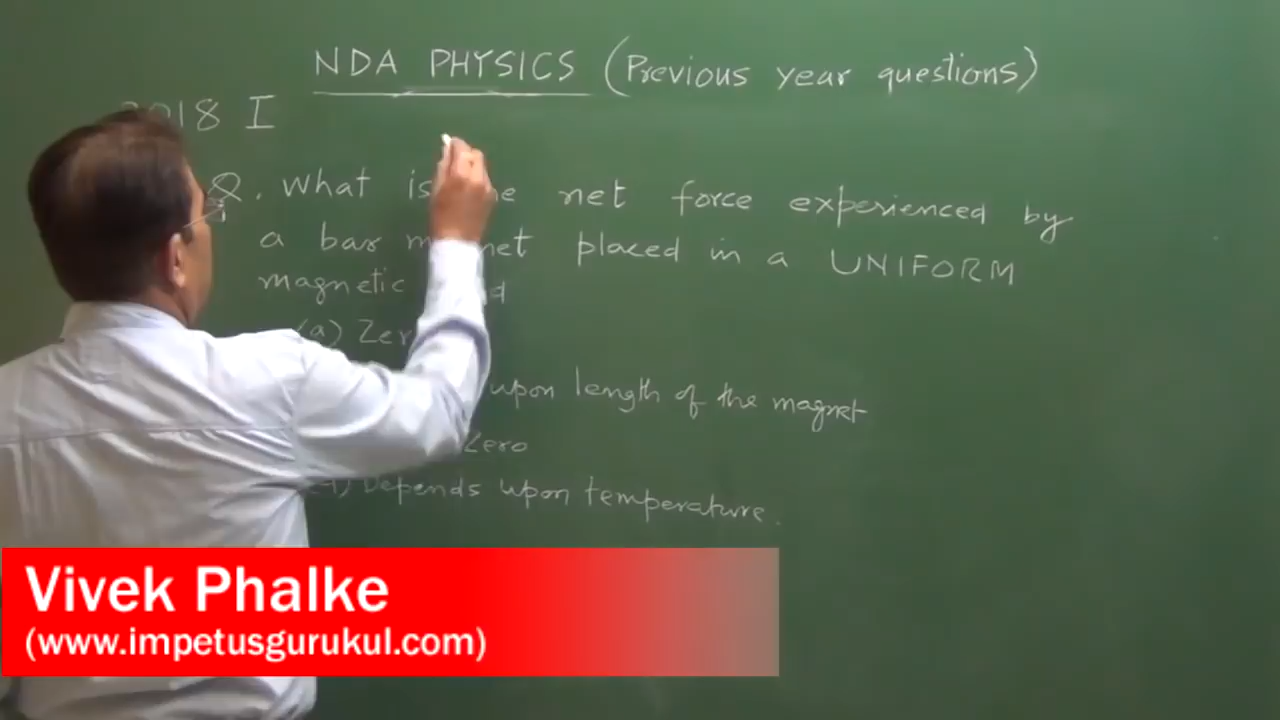 NDA PHYSICS (Previous year questions)
2018 I
Q. What is the net force experienced by
a bar magnet placed in a UNIFORM
magnetic field
(a) Zero
upon length of the magnet
Zero
(d) Depends upon temperature.
Vivek Phalke
(www.impetusgurukul.com)